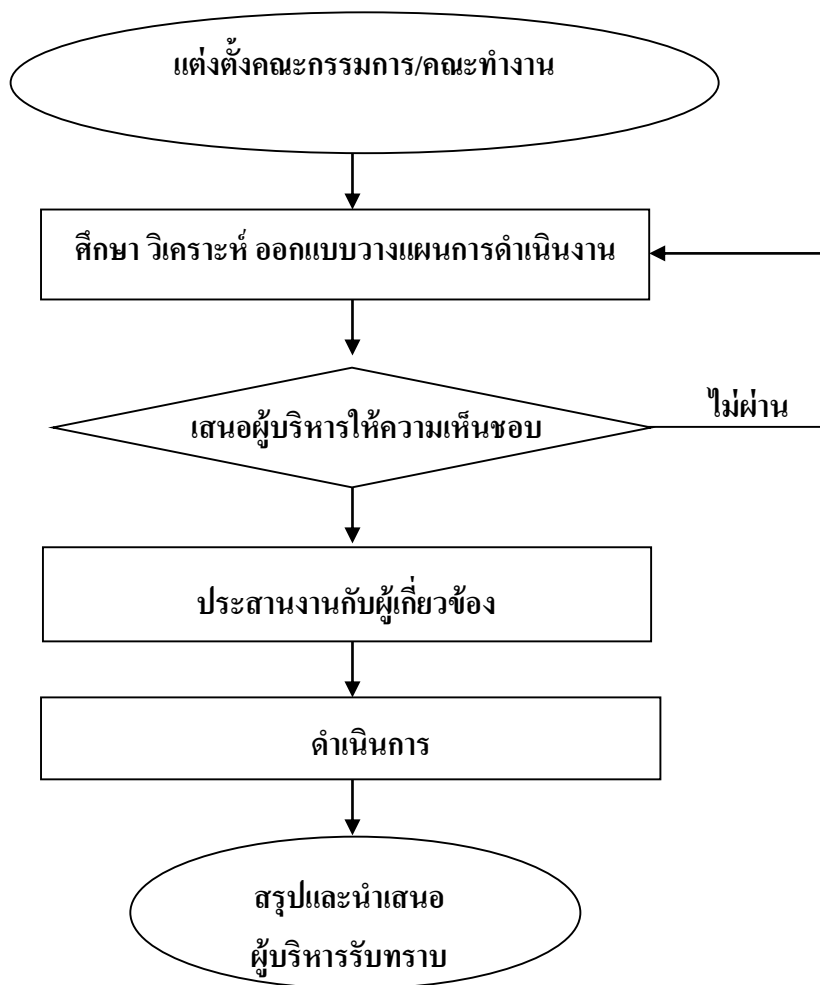 แต่งตั้งคณะกรรมการ/คณะทำงาน
ศึกษา วิเคราะห์ ออกแบบวางแผนการดำเนินงาน
เสนอผู้บริหารให้ความเห็นชอบ
ไม่ผ่าน
ประสานงานกับผู้เกี่ยวข้อง
ดำเนินการ
สรุปและนำเสนอ
ผู้บริหารรับทราบ